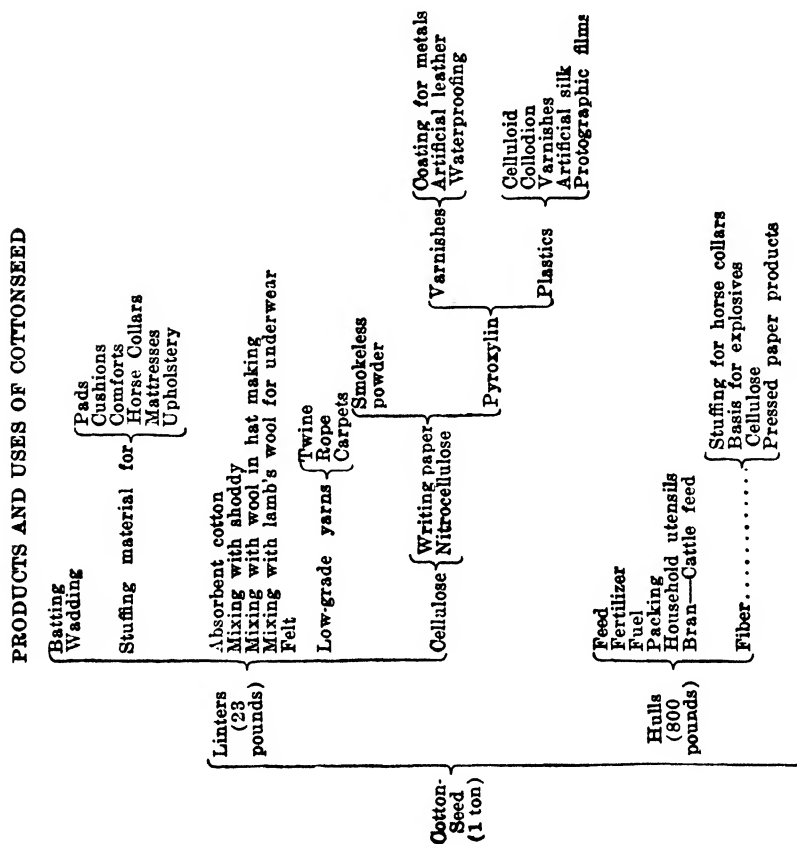 PRODUCTS AND USES OF COTTONSEED
Cotton-
Seed
(1 ton)
Linters
(23
pounds)
Batting
Wadding
Stuffing material for
Pads
Cushions
Comforts
Horse Collars
Mattresses
Upholstery
Absorbent cotton
Mixing with shoddy
Mixing with wool in hat making
Mixing with lamb's wool for underwear
Felt
Low-grade yarns
Twine
Rope
Carpets
Cellulose
Writing paper
Nitrocellulose
Smokeless
powder
Pyroxylin
Varnishes
Coating for metals
Artificial leather
Waterproofing
Plastics
Celluloid
Collodion
Varnishes
Artificial silk
Protographic films
Hulls
(800
pounds)
Feed
Fertilizer
Fuel
Packing
Household utensils
Bran—Cattle feed
Fiber............
Stuffing for horse collars
Basis for explosives
Cellulose
Pressed paper products